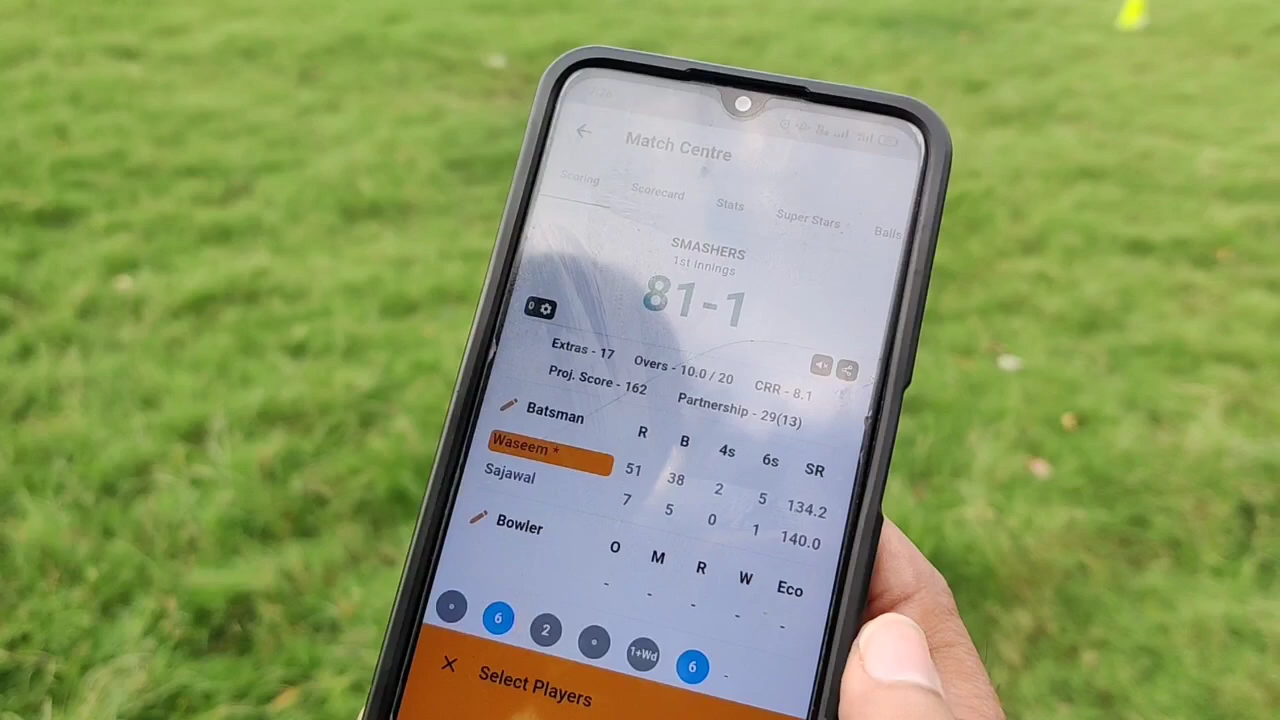 Match Centre
Scoring Scorecard Stats Super Stars Balls
SMASHERS
1st Innings
81-1
0
Extras - 17 Overs - 10.0 / 20 CRR - 8.1
Proj. Score - 162 Partnership - 29(13)
Batsman R B 4s 6s SR
Waseem * 51 38 2 5 134.2
Sajawal 7 5 0 1 140.0
Bowler O M R W Eco
- - - - -
6 2 1+Wd 6 -
X Select Players